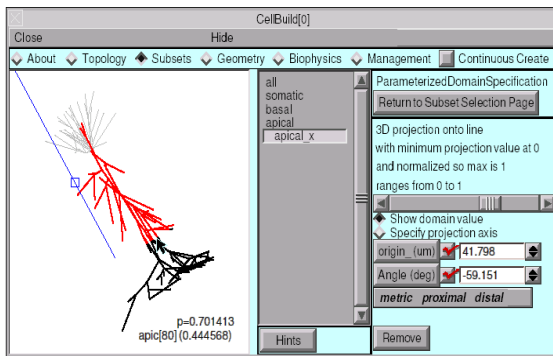 CellBuild[0]
Close Hide
About Topology Subsets Geometry Biophysics Management Continuous Create
all
somatic
basal
apical
apical_x
Hints
p=0.701413
apic[80](0.444568)
ParameterizedDomainSpecification
Return to Subset Selection Page
3D projection onto line
with minimum projection value at 0
and normalized so max is 1
ranges from 0 to 1
Show domain value
Specify projection axis
origin_ (um) 41.798
Angle (deg) -59.151
metric proximal distal
Remove